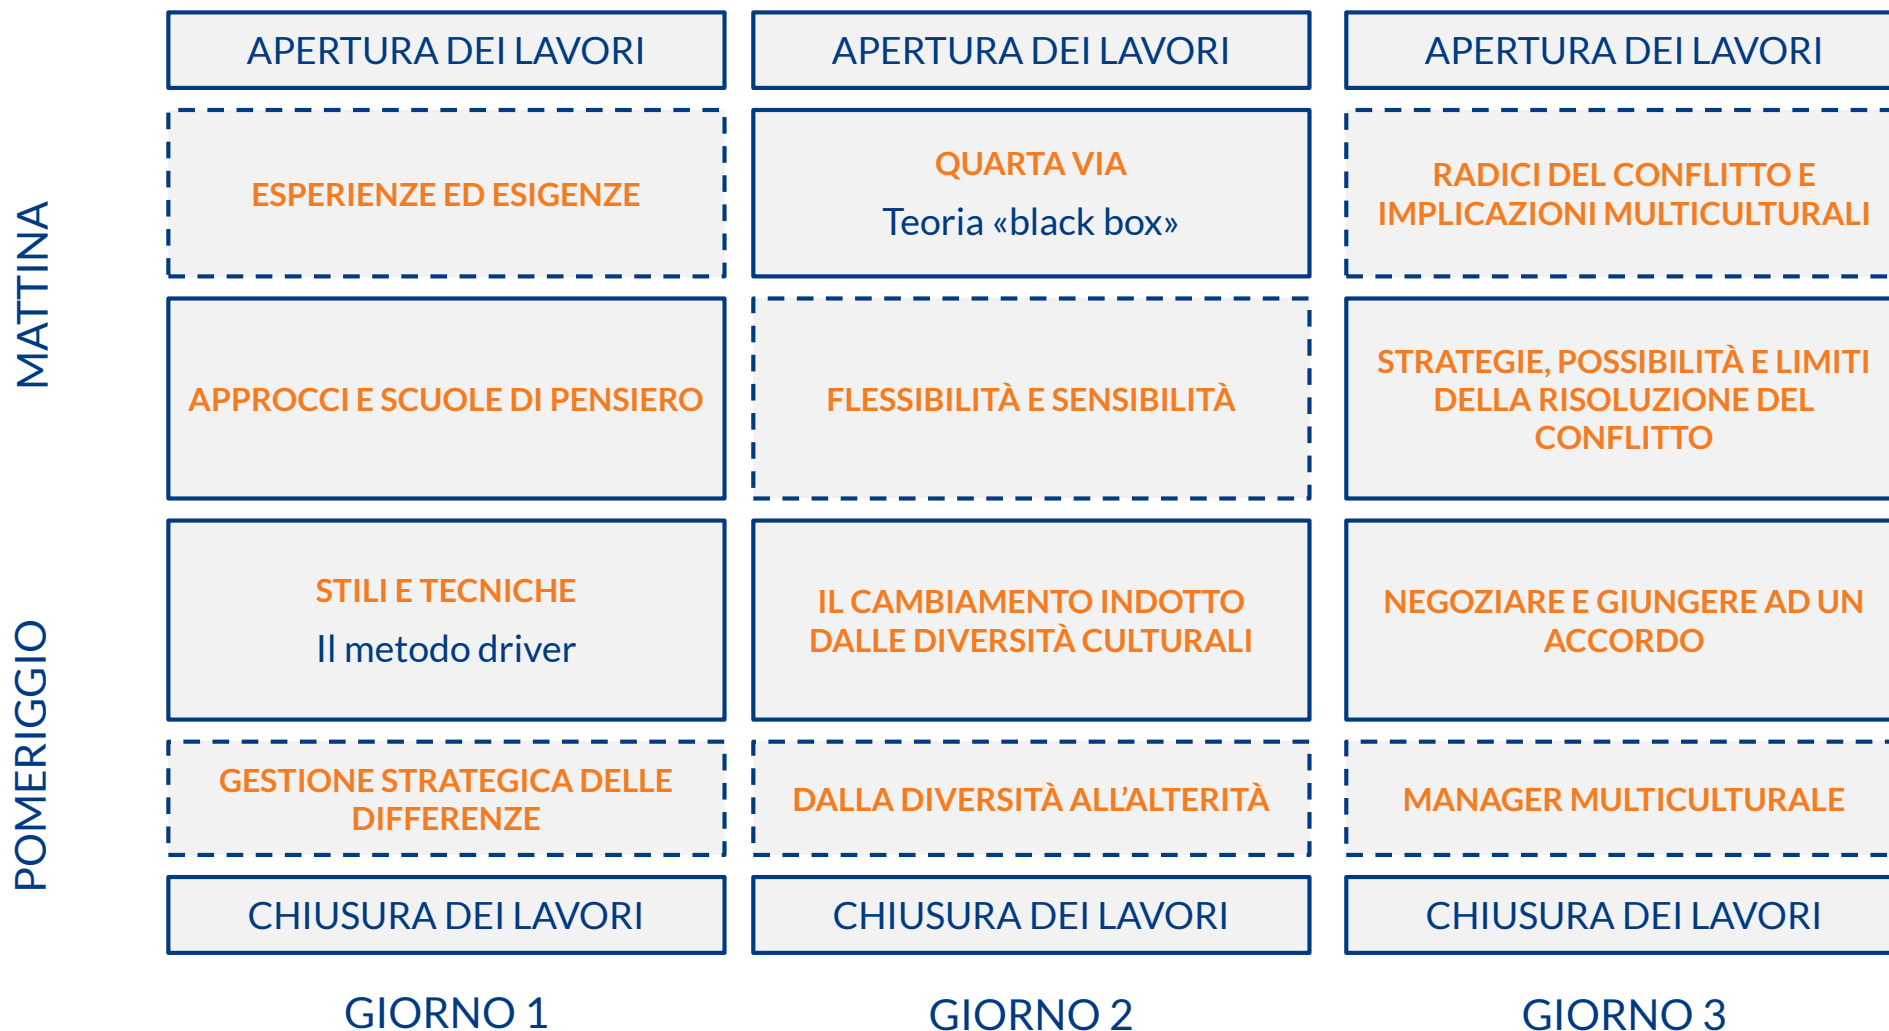 APERTURA DEI LAVORI
APERTURA DEI LAVORI
APERTURA DEI LAVORI
MATTINA
ESPERIENZE ED ESIGENZE
QUARTA VIA
Teoria «black box»
RADICI DEL CONFLITTO E
IMPLICAZIONI MULTICULTURALI
APPROCCI E SCUOLE DI PENSIERO
FLESSIBILITÀ E SENSIBILITÀ
STRATEGIE, POSSIBILITÀ E LIMITI
DELLA RISOLUZIONE DEL
CONFLITTO
POMERIGGIO
STILI E TECNICHE
Il metodo driver
IL CAMBIAMENTO INDOTTO
DALLE DIVERSITÀ CULTURALI
NEGOZIARE E GIUNGERE AD UN
ACCORDO
GESTIONE STRATEGICA DELLE
DIFFERENZE
DALLA DIVERSITÀ ALL’ALTERITÀ
MANAGER MULTICULTURALE
CHIUSURA DEI LAVORI
CHIUSURA DEI LAVORI
CHIUSURA DEI LAVORI
GIORNO 1
GIORNO 2
GIORNO 3